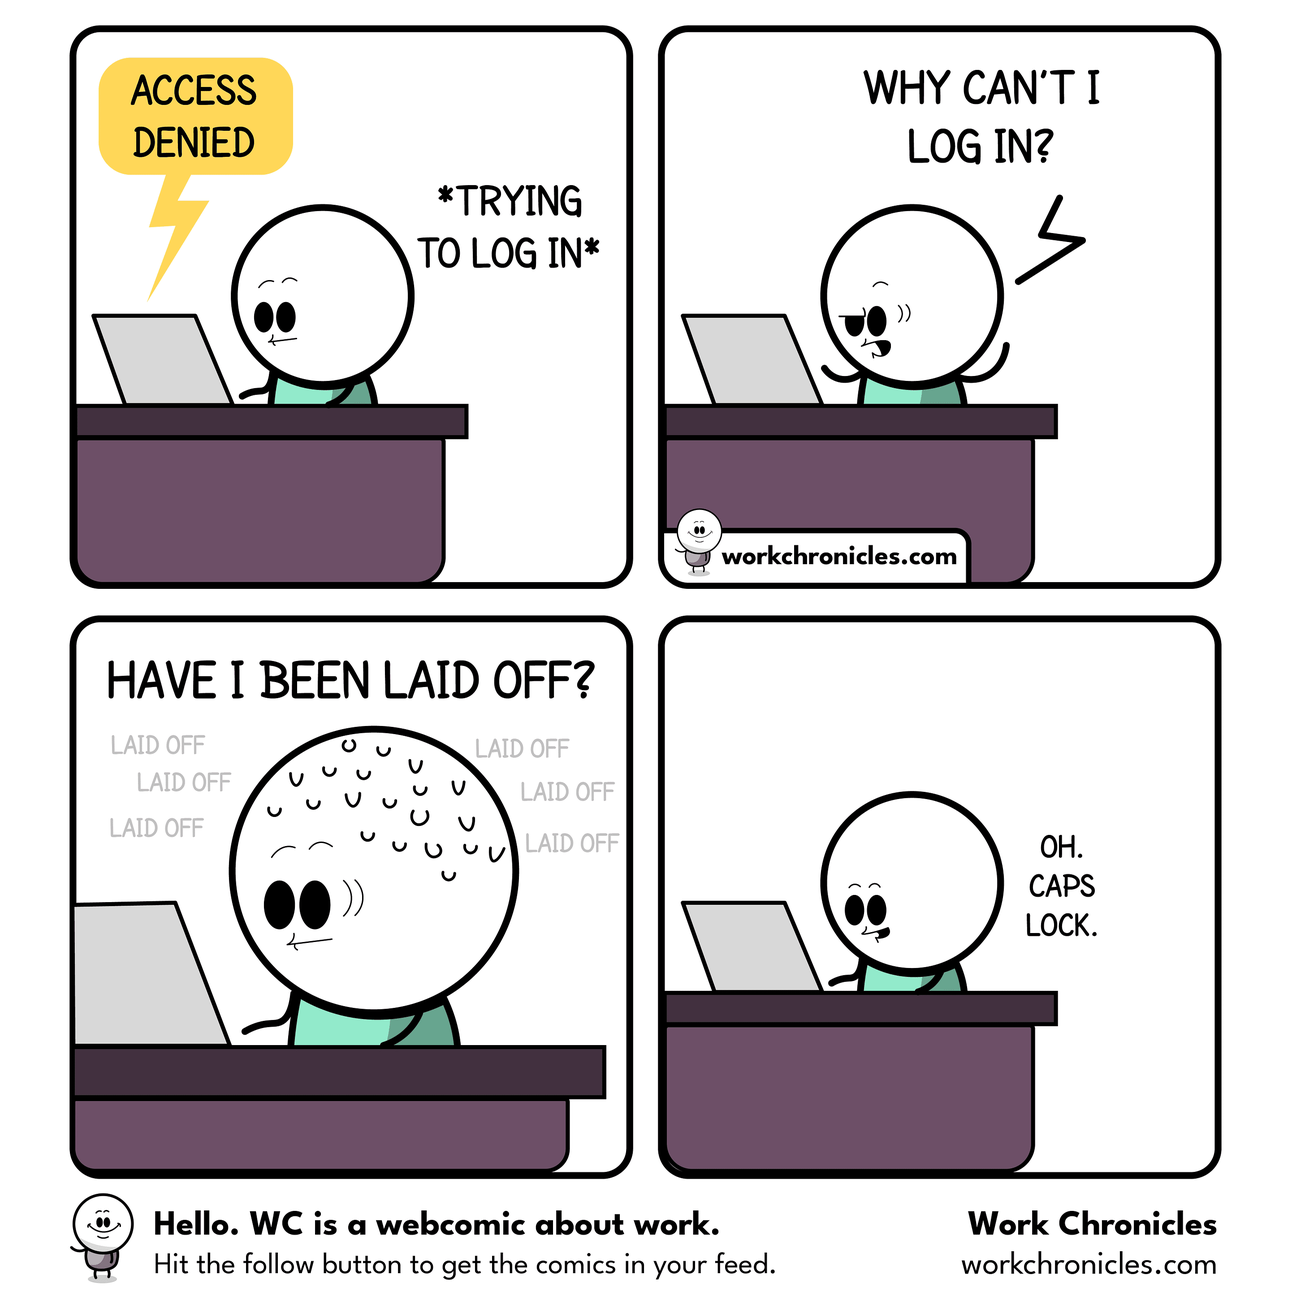 ACCESS
DENIED
*TRYING
TO LOG IN*
WHY CAN'T I
LOG IN?
workchronicles.com
HAVE I BEEN LAID OFF?
LAID OFF
LAID OFF
LAID OFF
LAID OFF
LAID OFF
LAID OFF
OH.
CAPS
LOCK.
Hello. WC is a webcomic about work.
Hit the follow button to get the comics in your feed.
Work Chronicles
workchronicles.com